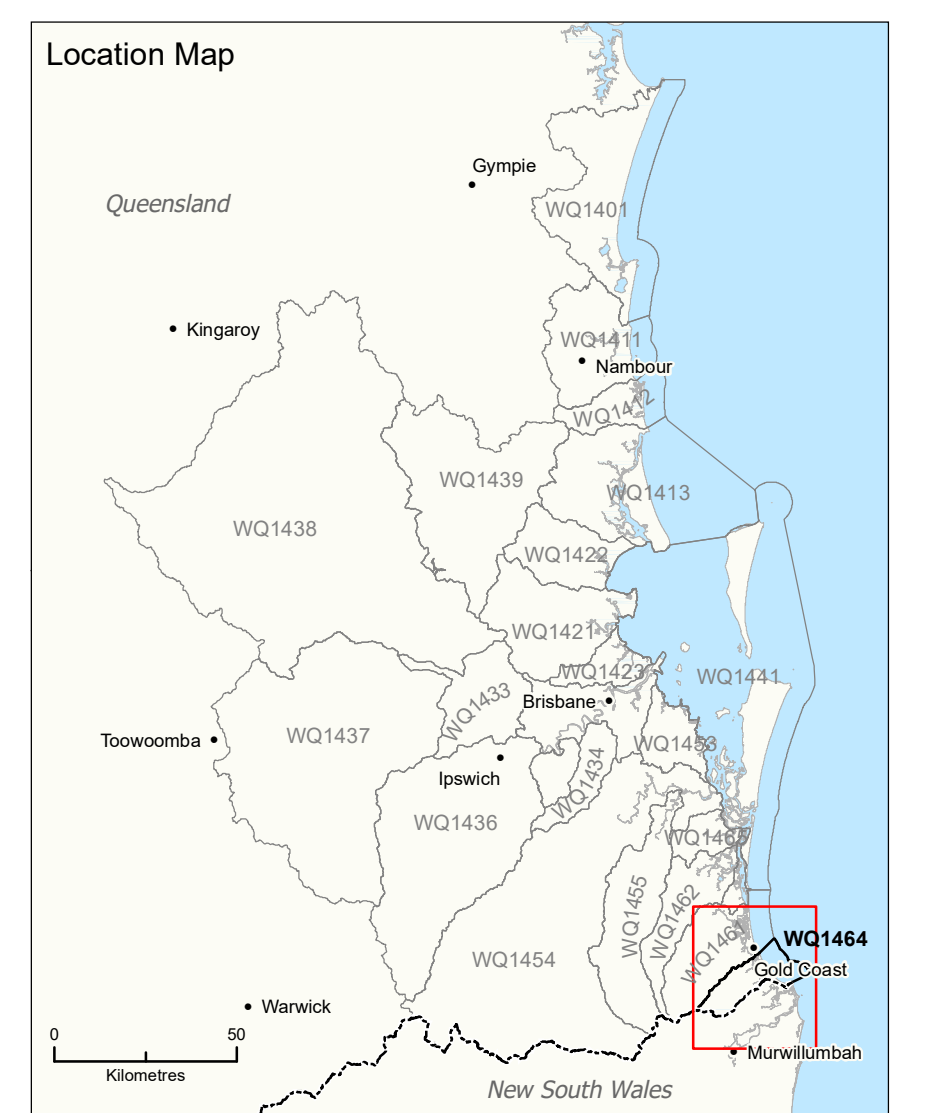 Location Map
Gympie
Queensland
WQ1401
Kingaroy
WQ1411
Nambour
WQ1412
WQ1439
WQ1413
WQ1438
WQ1422
WQ1421
WQ1423
WQ1441
WQ1433
Brisbane
WQ1437
Toowoomba
WQ1453
Ipswich
WQ1434
WQ1436
WQ1465
WQ1455
WQ1462
WQ1461
WQ1464
WQ1454
Gold Coast
Warwick
0 50
Kilometres
Murwillumbah
New South Wales